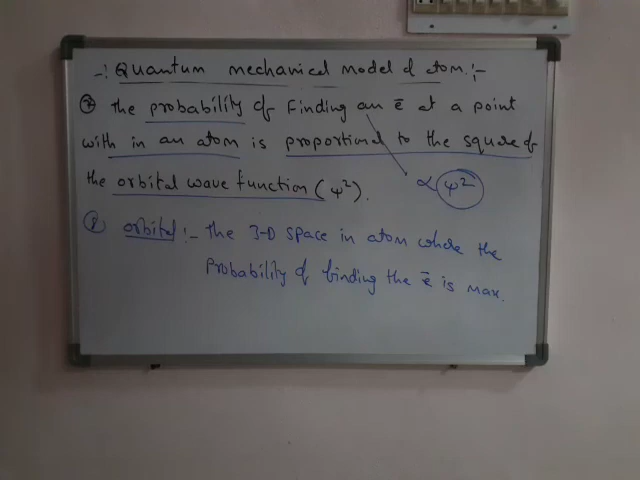 -: Quantum mechanical model of atom :-
⑦ The probability of Finding an ē at a point
with in an atom is proportional to the square of
the orbital wave function (ψ²).
∝ ψ²
⑧ orbital :- The 3-D space in atom where the
Probability of finding the ē is max.